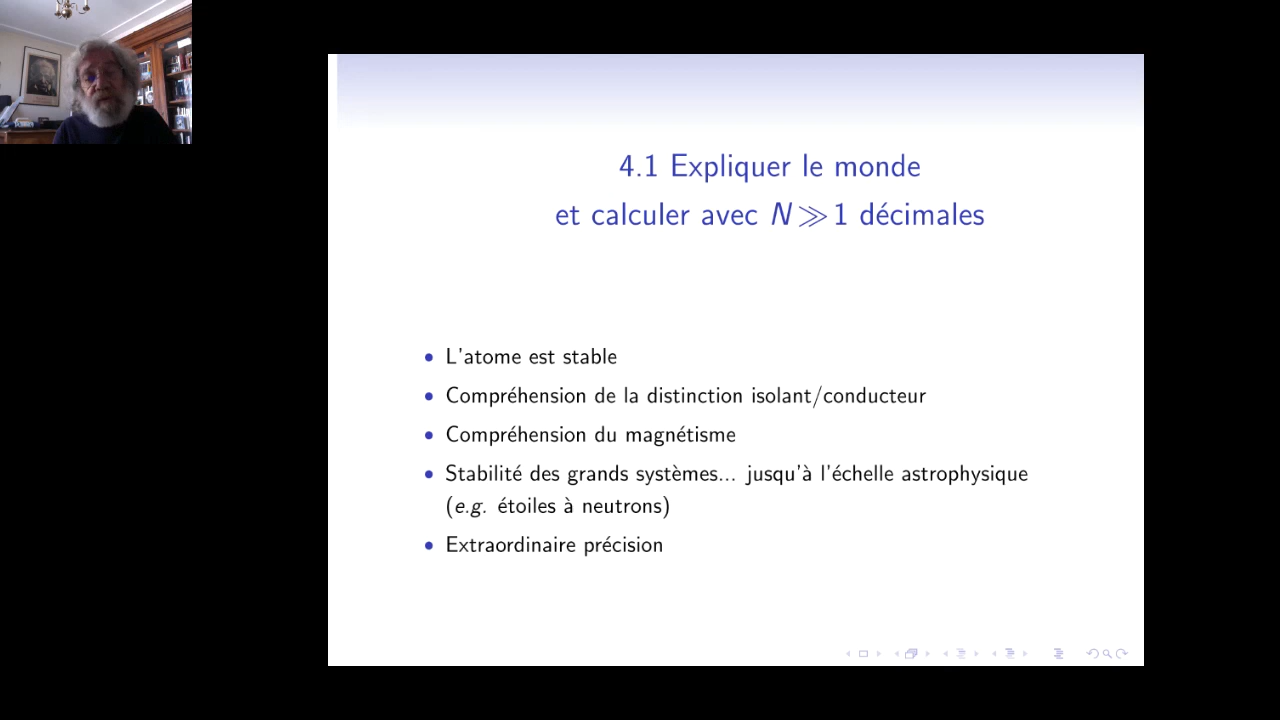 4.1 Expliquer le monde
et calculer avec N ≫ 1 décimales
• L'atome est stable
• Compréhension de la distinction isolant/conducteur
• Compréhension du magnétisme
• Stabilité des grands systèmes... jusqu'à l'échelle astrophysique
(e.g. étoiles à neutrons)
• Extraordinaire précision